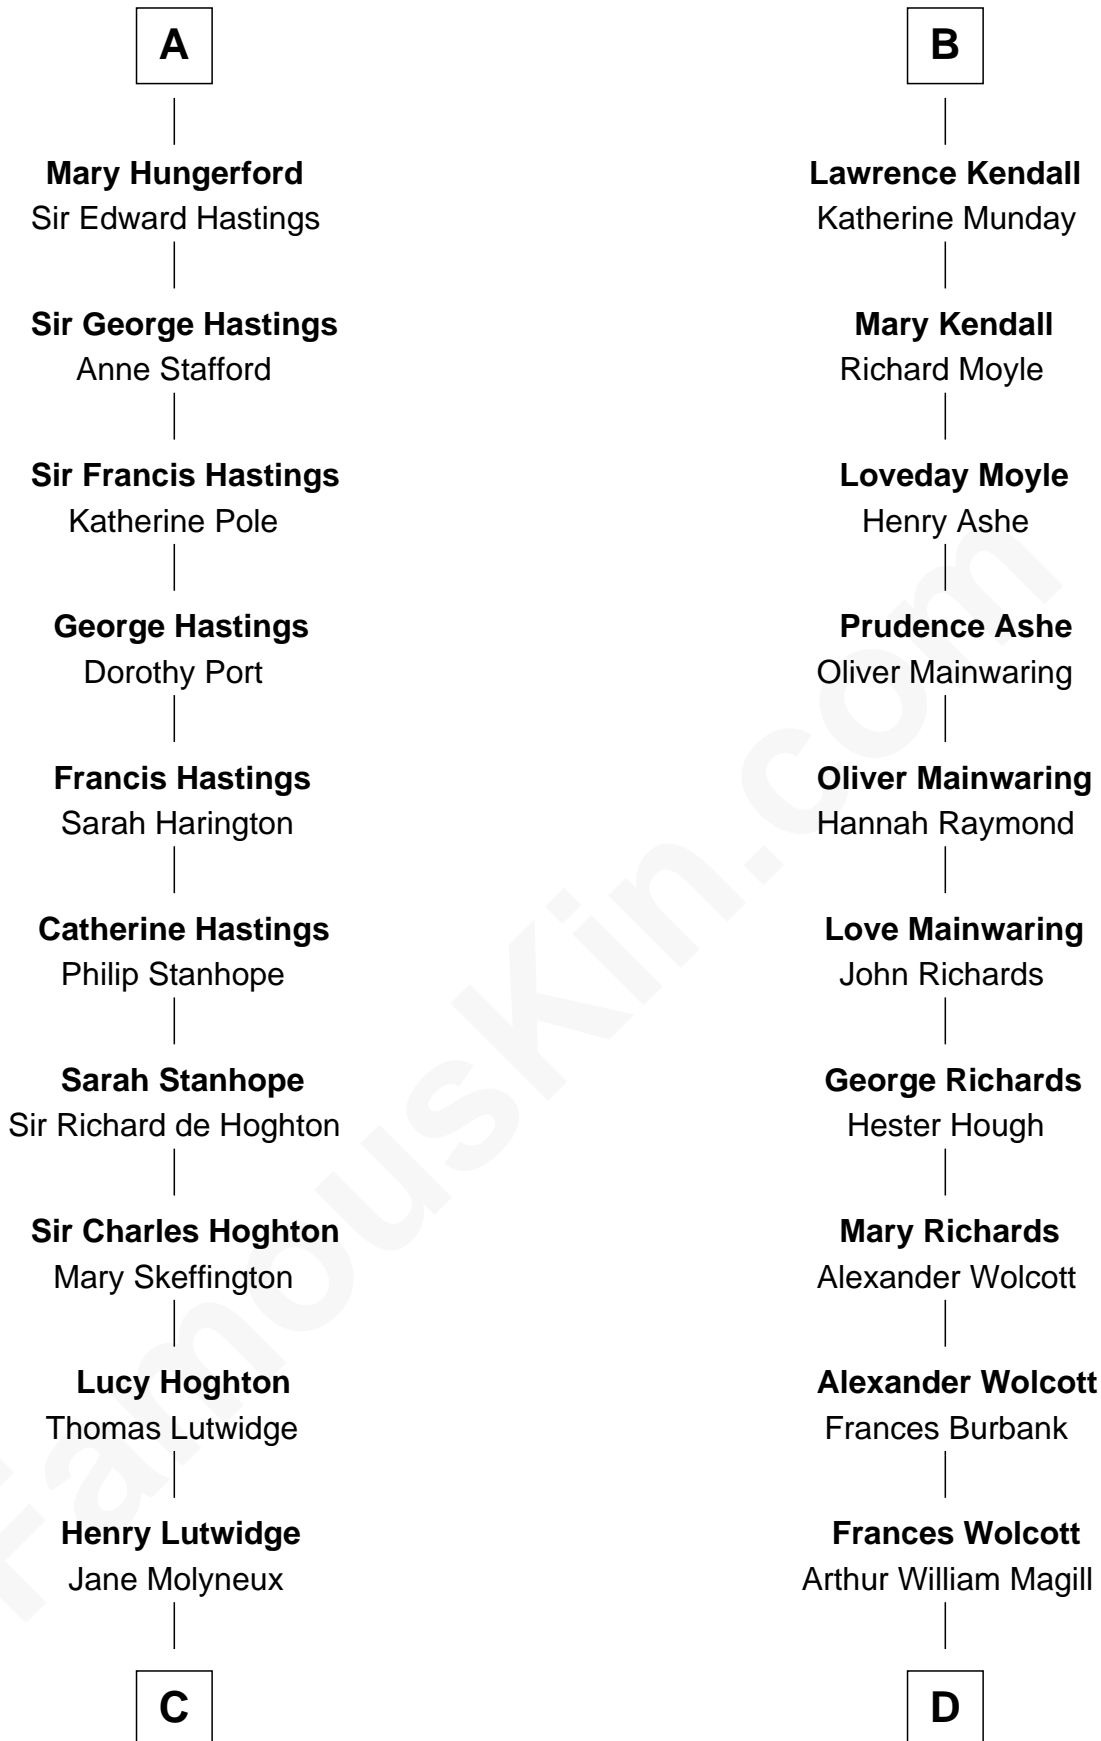 A
Mary Hungerford
Sir Edward Hastings
Sir George Hastings
Anne Stafford
Sir Francis Hastings
Katherine Pole
George Hastings
Dorothy Port
Francis Hastings
Sarah Harington
Catherine Hastings
Philip Stanhope
Sarah Stanhope
Sir Richard de Hoghton
Sir Charles Hoghton
Mary Skeffington
Lucy Hoghton
Thomas Lutwidge
Henry Lutwidge
Jane Molyneux
C
B
Lawrence Kendall
Katherine Munday
Mary Kendall
Richard Moyle
Loveday Moyle
Henry Ashe
Prudence Ashe
Oliver Mainwaring
Oliver Mainwaring
Hannah Raymond
Love Mainwaring
John Richards
George Richards
Hester Hough
Mary Richards
Alexander Wolcott
Alexander Wolcott
Frances Burbank
Frances Wolcott
Arthur William Magill
D
FamousKin.com